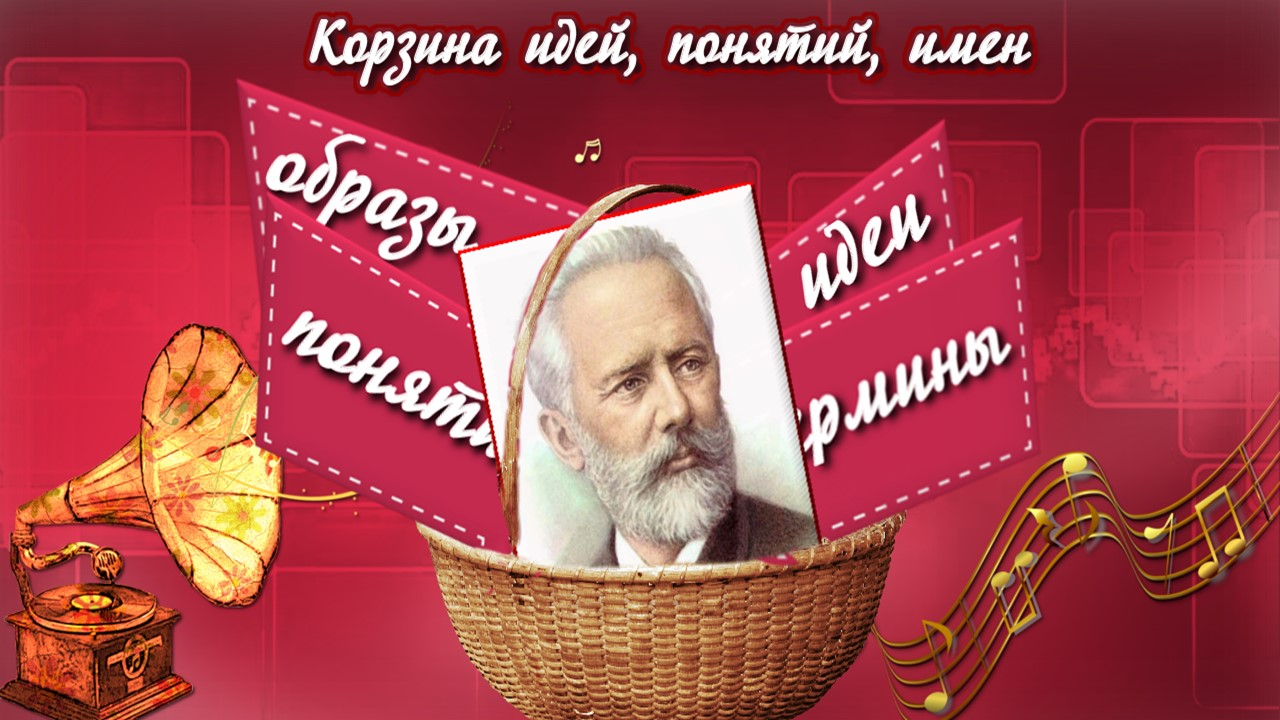 Корзина идей, понятий, имен
образы
идеи
поняти
ермины